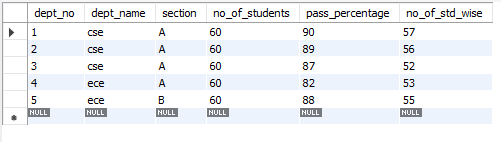 dept_no dept_name section no_of_students pass_percentage no_of_std_wise
1 cse A 60 90 57
2 cse A 60 89 56
3 cse A 60 87 52
4 ece A 60 82 53
5 ece B 60 88 55
NULL NULL NULL NULL NULL NULL